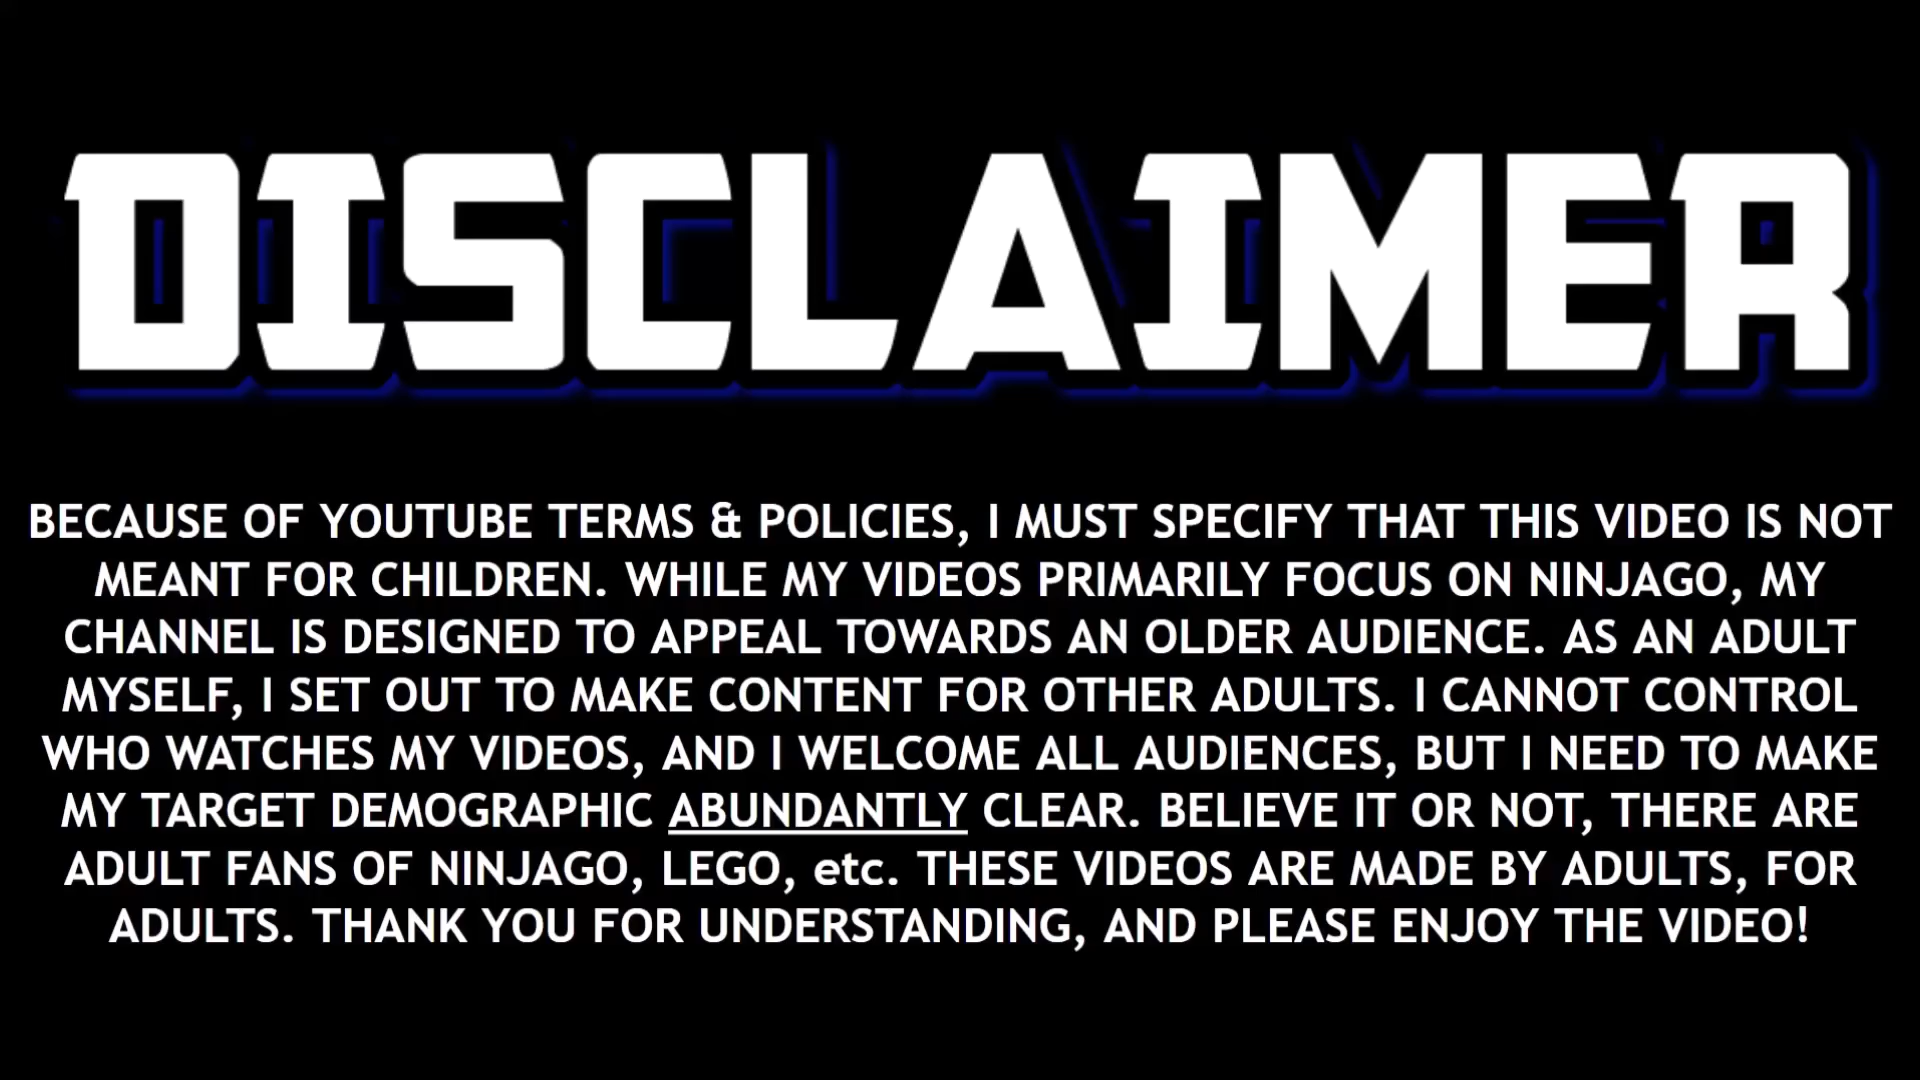 DISCLAIMER
BECAUSE OF YOUTUBE TERMS & POLICIES, I MUST SPECIFY THAT THIS VIDEO IS NOT
MEANT FOR CHILDREN. WHILE MY VIDEOS PRIMARILY FOCUS ON NINJAGO, MY
CHANNEL IS DESIGNED TO APPEAL TOWARDS AN OLDER AUDIENCE. AS AN ADULT
MYSELF, I SET OUT TO MAKE CONTENT FOR OTHER ADULTS. I CANNOT CONTROL
WHO WATCHES MY VIDEOS, AND I WELCOME ALL AUDIENCES, BUT I NEED TO MAKE
MY TARGET DEMOGRAPHIC ABUNDANTLY CLEAR. BELIEVE IT OR NOT, THERE ARE
ADULT FANS OF NINJAGO, LEGO, etc. THESE VIDEOS ARE MADE BY ADULTS, FOR
ADULTS. THANK YOU FOR UNDERSTANDING, AND PLEASE ENJOY THE VIDEO!